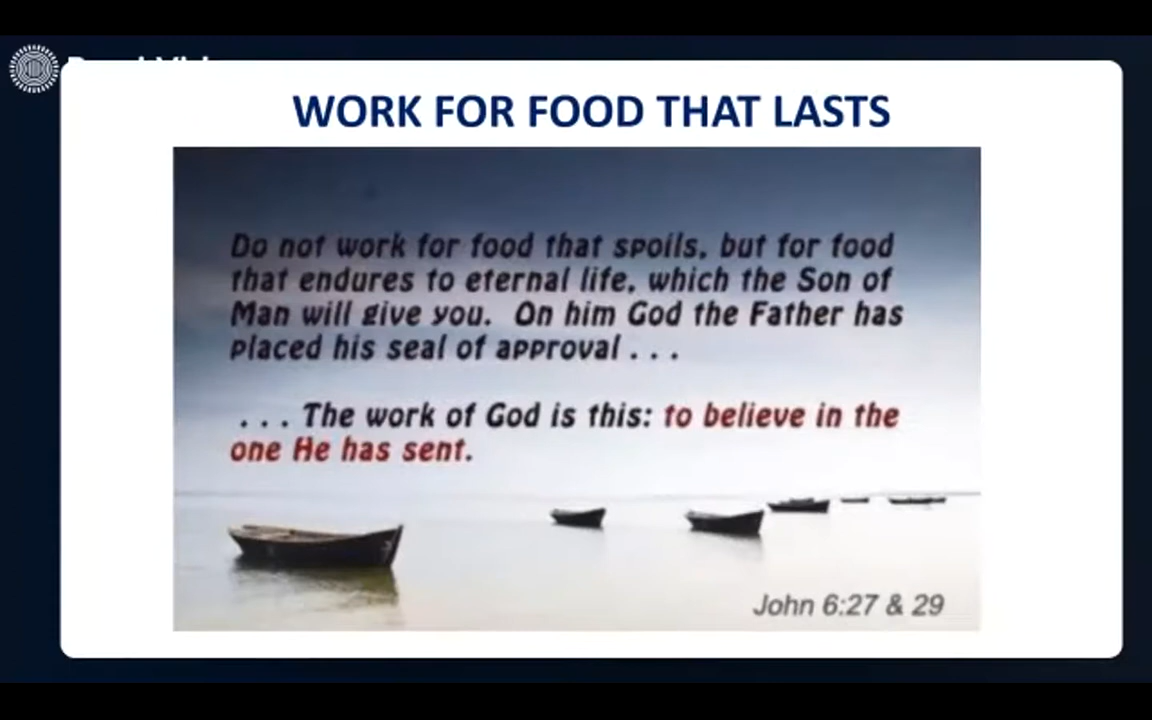 WORK FOR FOOD THAT LASTS
Do not work for food that spoils, but for food
that endures to eternal life, which the Son of
Man will give you. On him God the Father has
placed his seal of approval . . .
. . . The work of God is this: to believe in the
one He has sent.
John 6:27 & 29